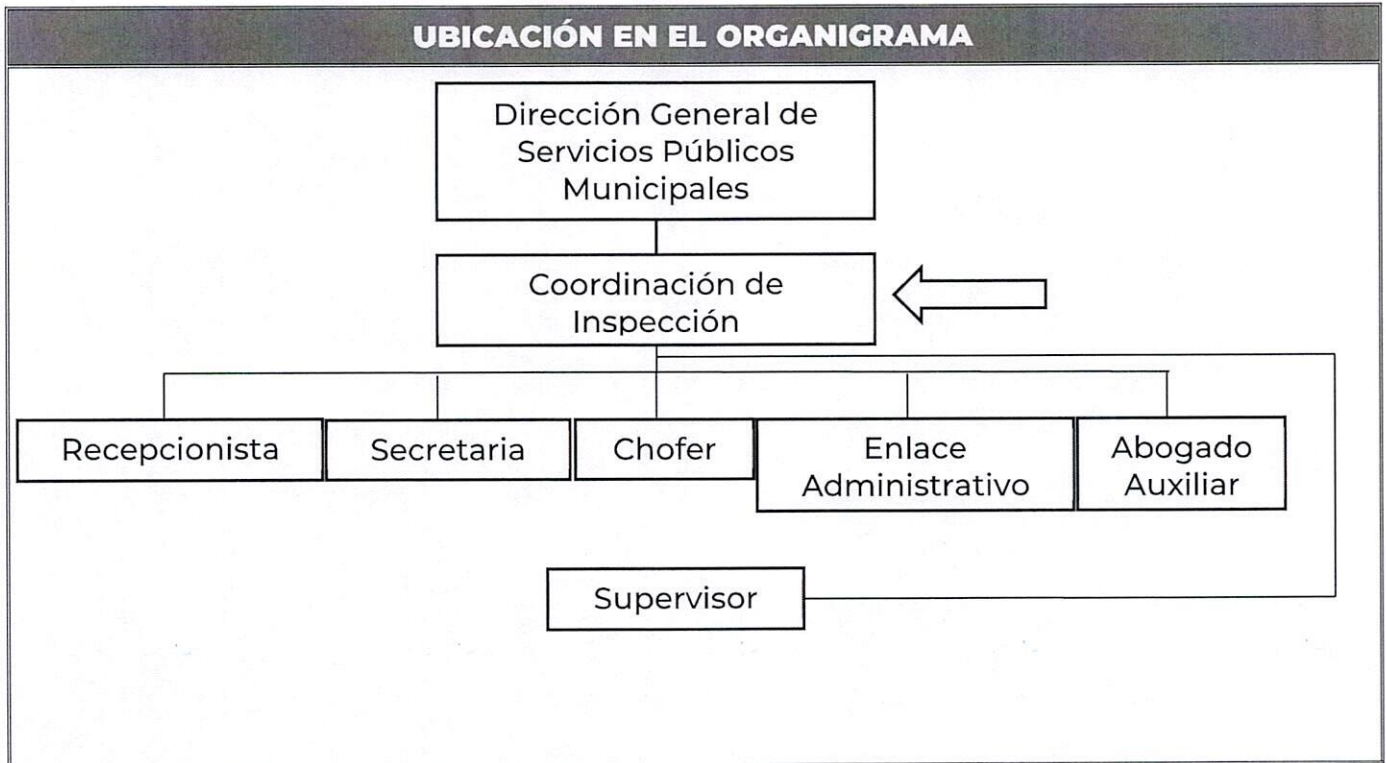 UBICACIÓN EN EL ORGANIGRAMA
Dirección General de
Servicios Públicos
Municipales
Coordinación de
Inspección
Recepcionista
Secretaria
Chofer
Enlace
Administrativo
Abogado
Auxiliar
Supervisor